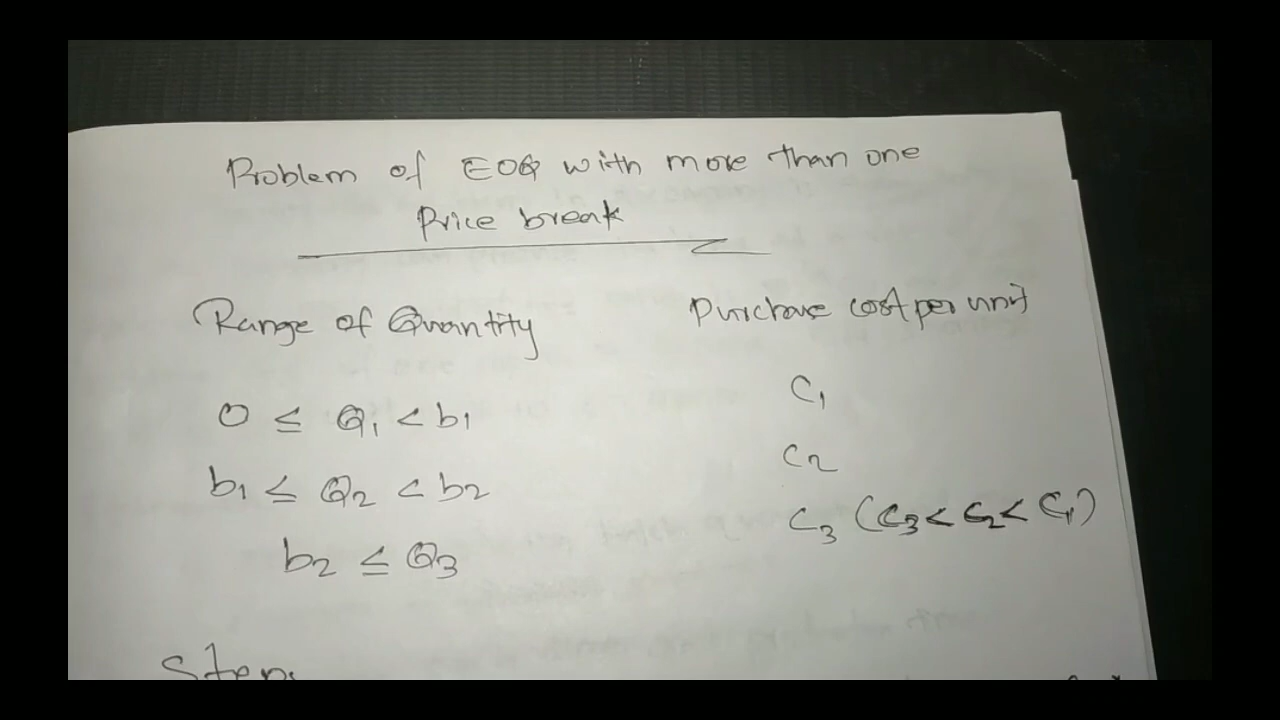 Problem of EOQ with more than one
Price break
Range of Quantity Purchase cost per unit
0 ≤ Q1 < b1 C1
b1 ≤ Q2 < b2 C2
b2 ≤ Q3 C3 (C3 < C2 < C1)
Step: